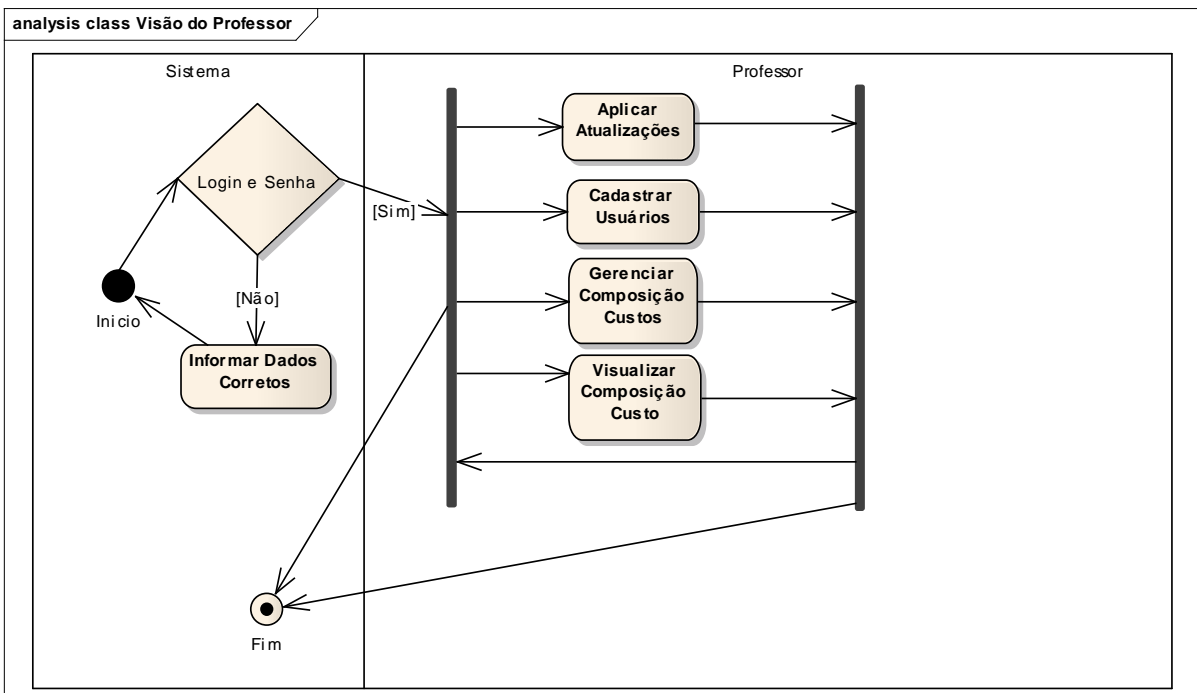 analysis class Visão do Professor
Sistema
Professor
Login e Senha
[Sim]
[Não]
Inicio
Informar Dados
Corretos
Aplicar
Atualizações
Cadastrar
Usuários
Gerenciar
Composição
Custos
Visualizar
Composição
Custo
Fim